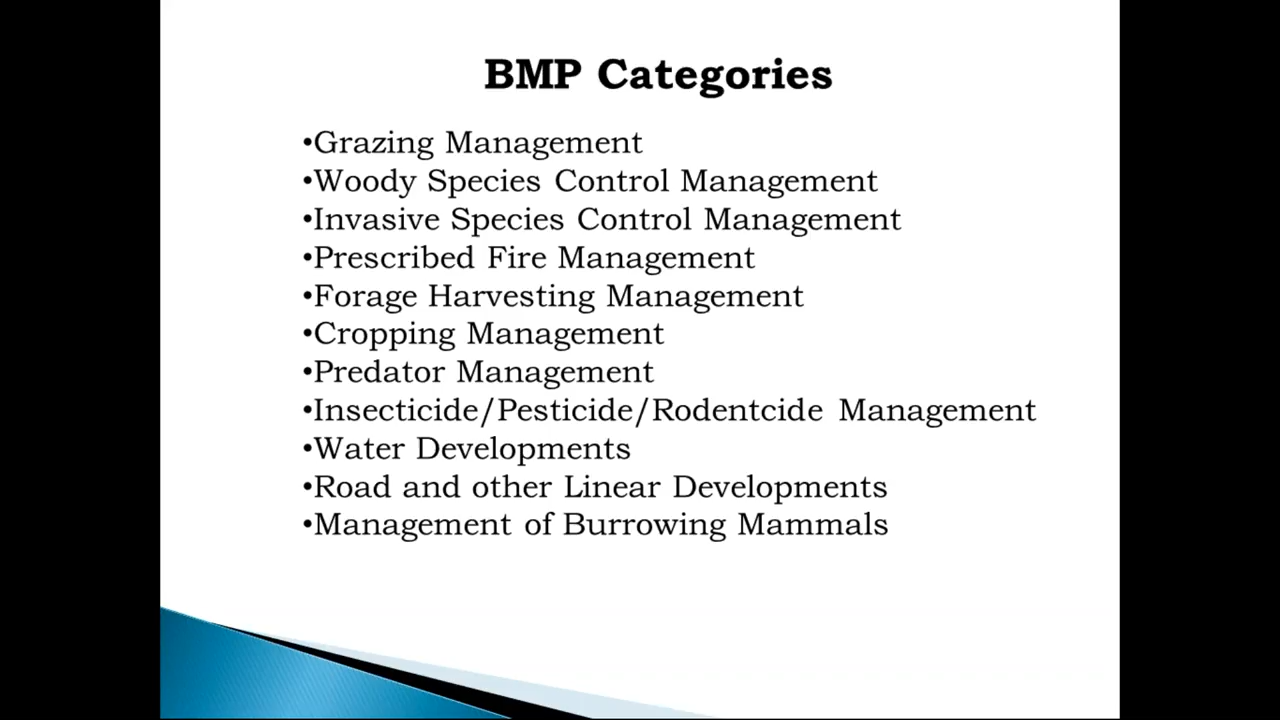 BMP Categories
•Grazing Management
•Woody Species Control Management
•Invasive Species Control Management
•Prescribed Fire Management
•Forage Harvesting Management
•Cropping Management
•Predator Management
•Insecticide/Pesticide/Rodentcide Management
•Water Developments
•Road and other Linear Developments
•Management of Burrowing Mammals